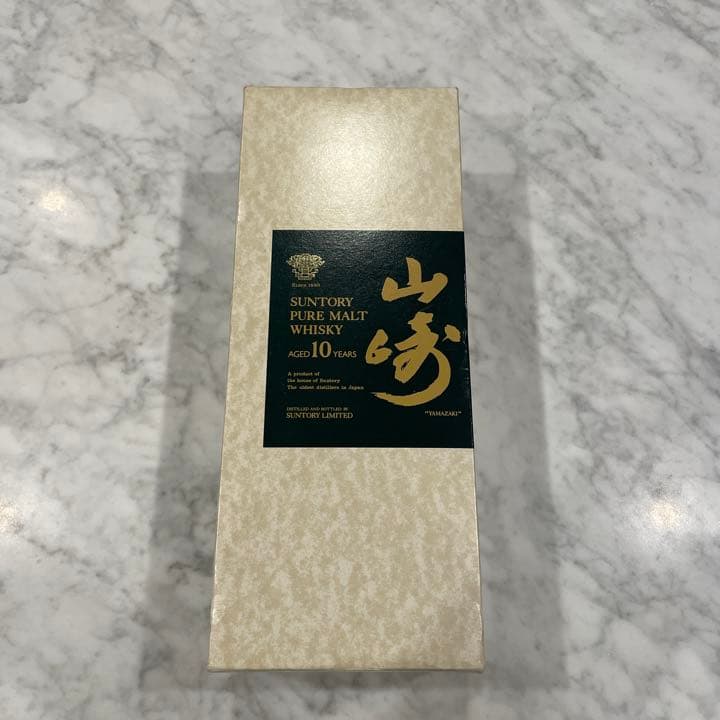 Since 1899
SUNTORY
PURE MALT
WHISKY
AGED 10 YEARS
A product of
the house of Suntory
The oldest distillers in Japan
DISTILLED AND BOTTLED BY
SUNTORY LIMITED
山崎
"YAMAZAKI"